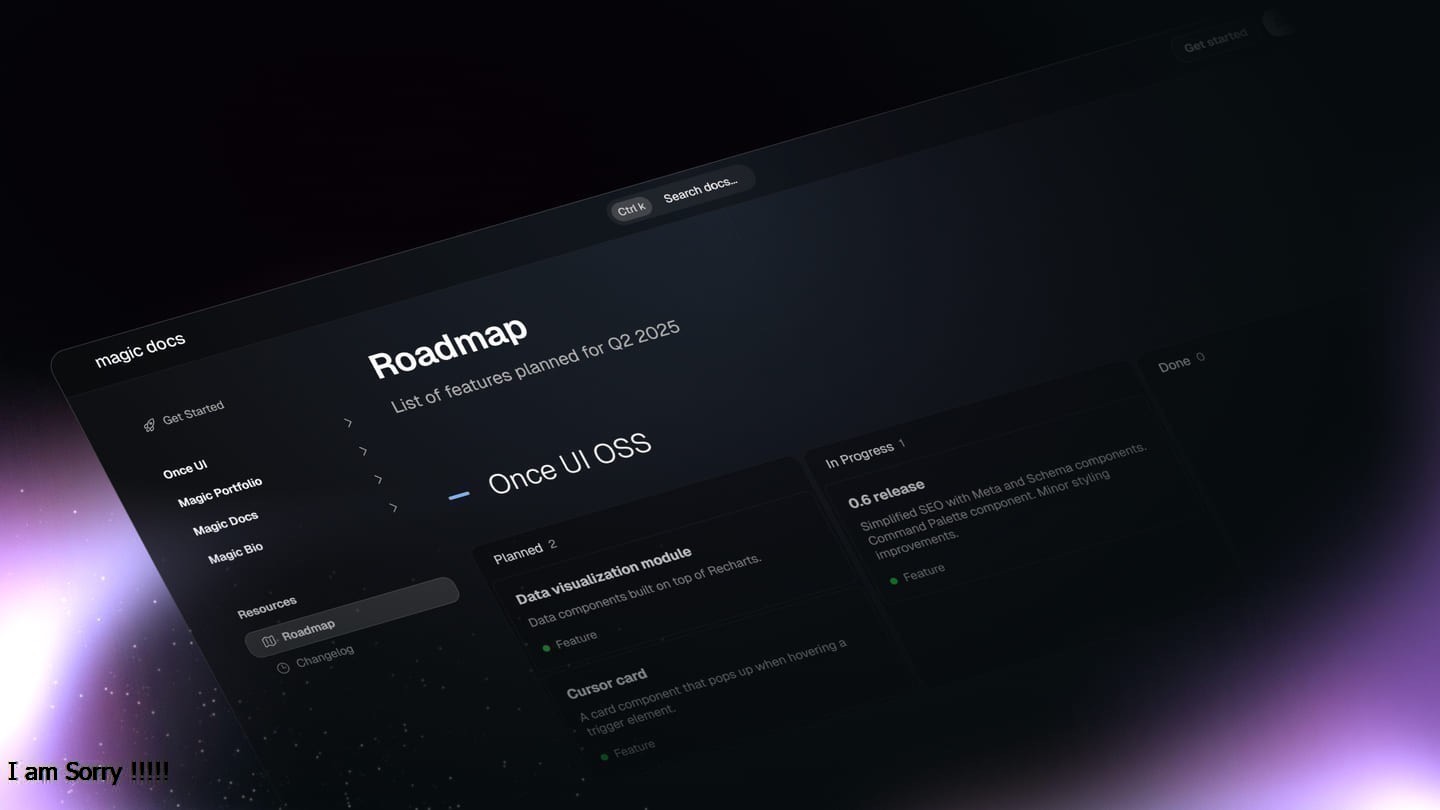 Get started
Ctrl k Search docs...
magic docs
Roadmap
List of features planned for Q2 2025
Get Started
Once UI
Magic Portfolio
Magic Docs
Magic Bio
Resources
Roadmap
Changelog
Once UI OSS
Planned 2
Data visualization module
Data components built on top of Recharts.
Feature
Cursor card
A card component that pops up when hovering a
trigger element.
Feature
In Progress 1
0.6 release
Simplified SEO with Meta and Schema components.
Command Palette component. Minor styling
improvements.
Feature
Done 0
I am Sorry !!!!!